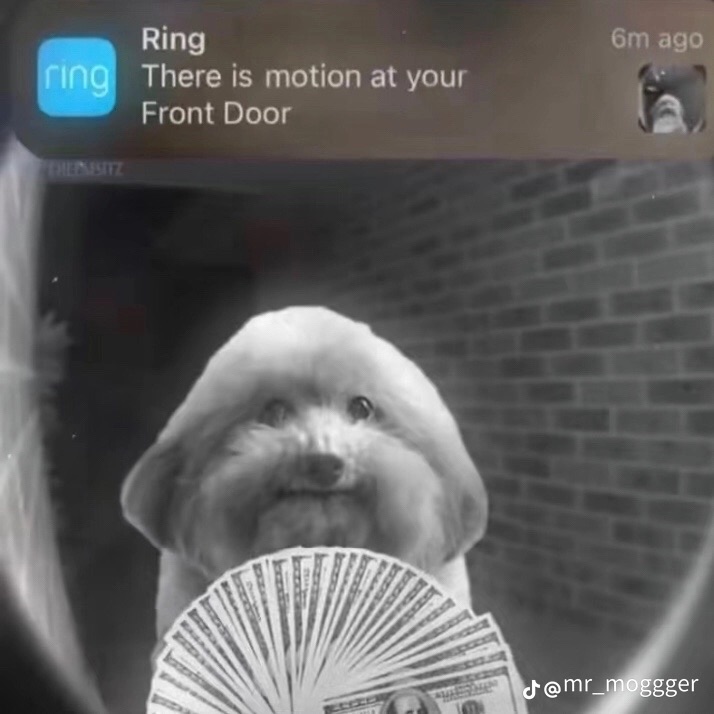 ring
Ring
6m ago
There is motion at your
Front Door
@mr_moggger